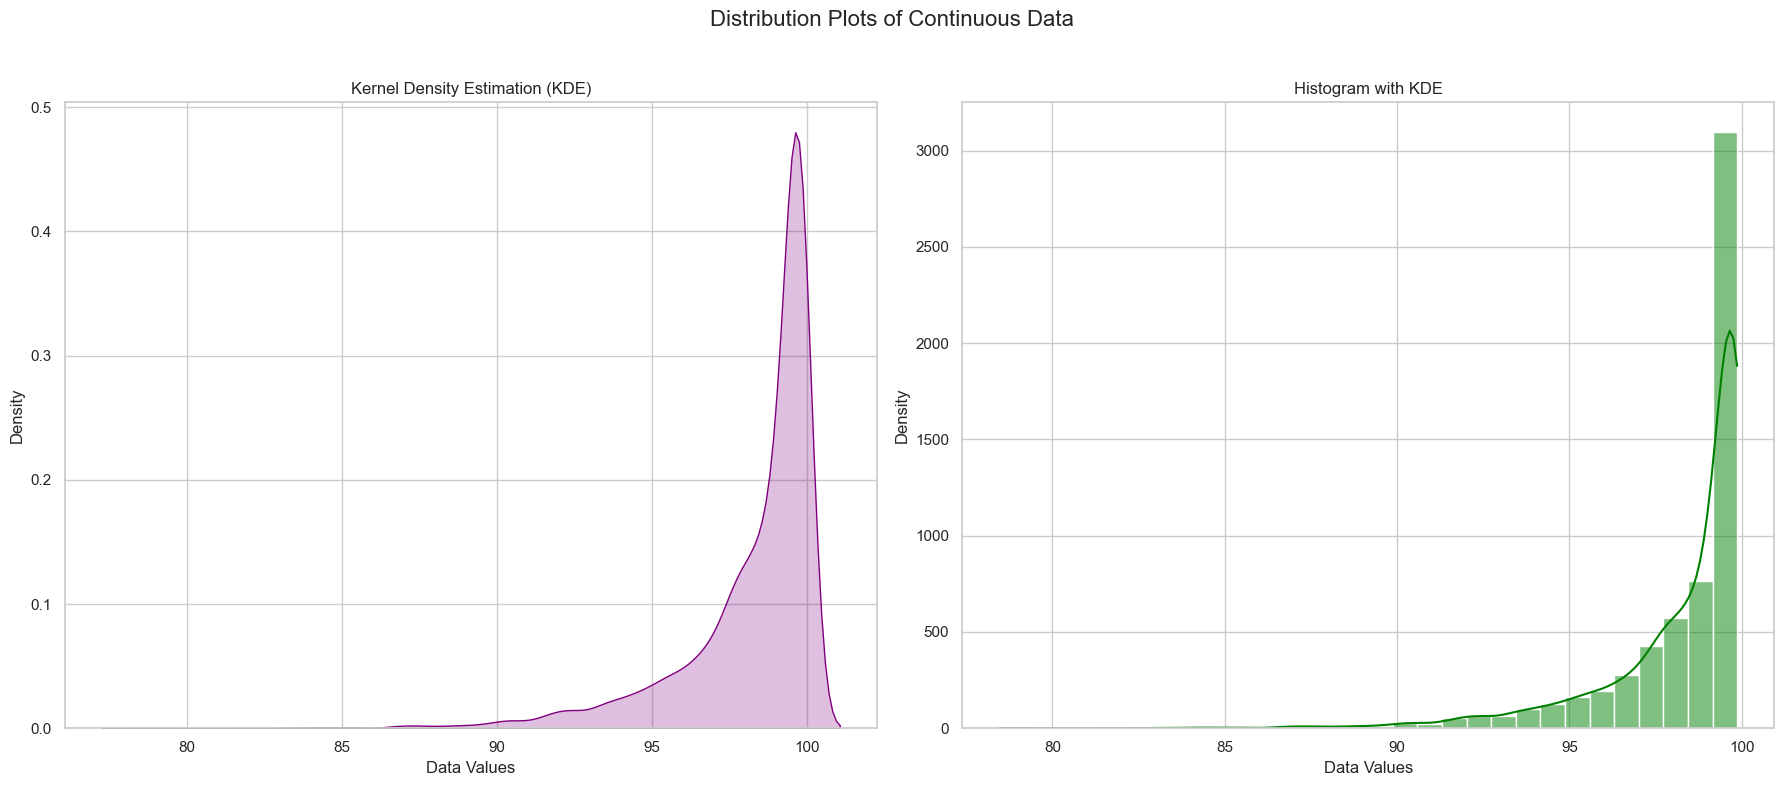 Distribution Plots of Continuous Data
Kernel Density Estimation (KDE)
0.5
0.4
0.3
0.2
0.1
0.0
Density
80 85 90 95 100
Data Values
Histogram with KDE
3000
2500
2000
1500
1000
500
0
Density
80 85 90 95 100
Data Values